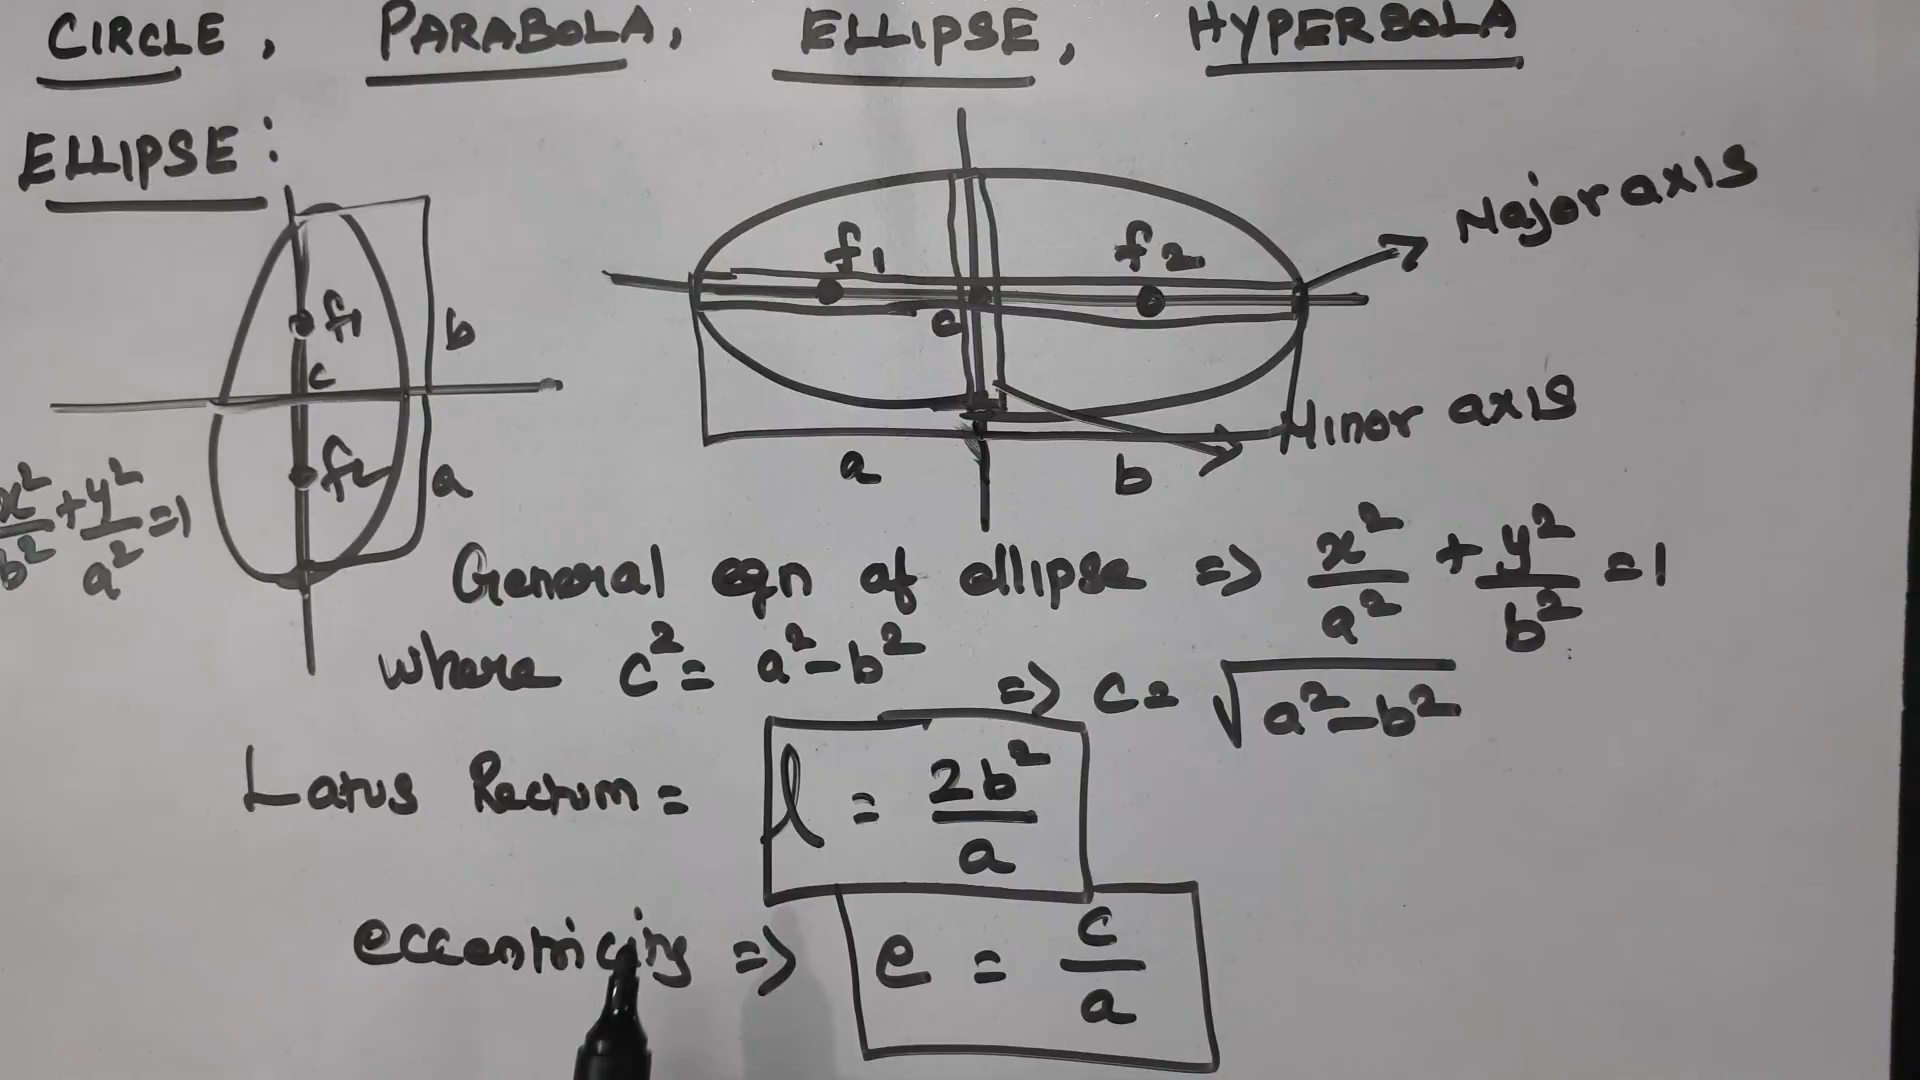 CIRCLE, PARABOLA, ELLIPSE, HYPERBOLA
ELLIPSE:
f1
c
f2
b
a
x²/b² + y²/a² = 1
f1 f2
c
Major axis
Minor axis
a b
General eqn of ellipse => x²/a² + y²/b² = 1
where c² = a² - b² => c = √(a² - b²)
Latus Rectum = l = 2b²/a
eccentricity => e = c/a